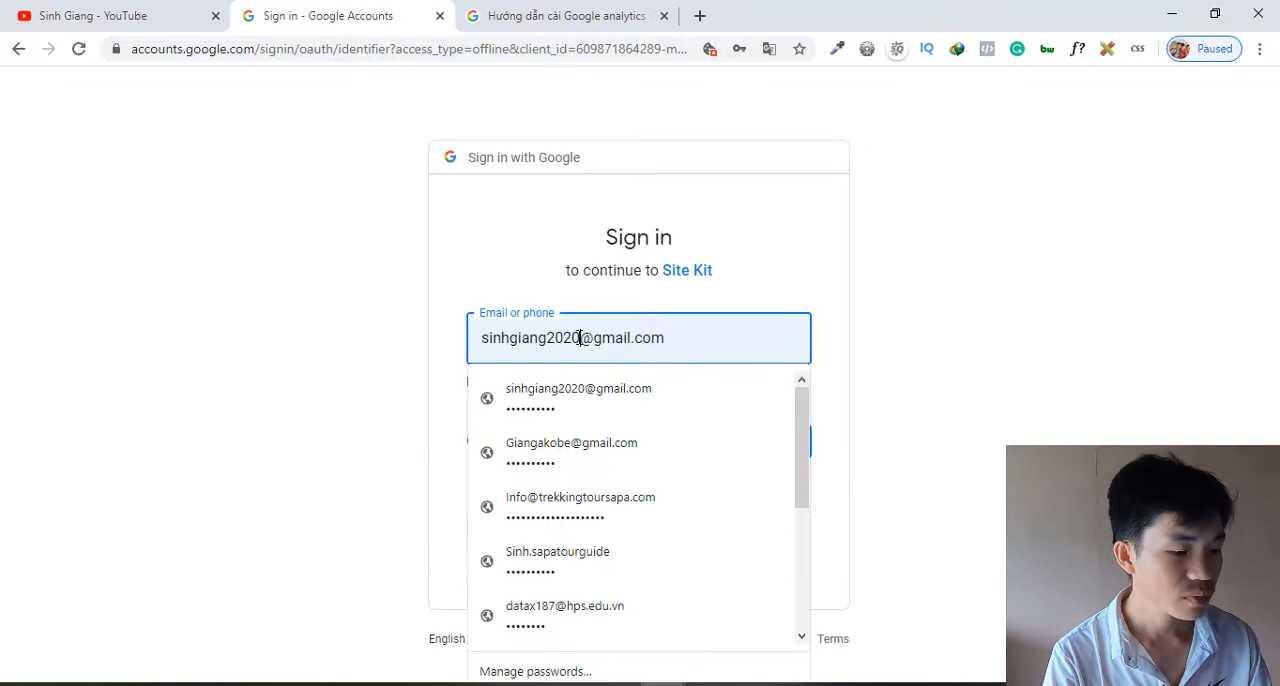 Sinh Giang - YouTube
Sign in - Google Accounts
Hướng dẫn cài Google analytics
accounts.google.com/signin/oauth/identifier?access_type=offline&client_id=609871864289-m...
IQ
bw
f?
css
Paused
Sign in with Google
Sign in
to continue to Site Kit
Email or phone
sinhgiang2020@gmail.com
sinhgiang2020@gmail.com
••••••••••
Giangakobe@gmail.com
••••••••••
Info@trekkingtoursapa.com
••••••••••••••••••••
Sinh.sapatourguide
••••••••••
datax187@hps.edu.vn
••••••••
English
Terms
Manage passwords...